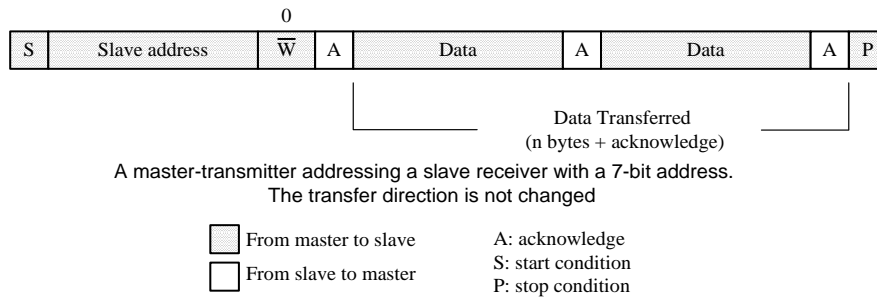 0
S Slave address W̅ A Data A Data A P
Data Transferred
(n bytes + acknowledge)
A master-transmitter addressing a slave receiver with a 7-bit address.
The transfer direction is not changed
From master to slave
From slave to master
A: acknowledge
S: start condition
P: stop condition